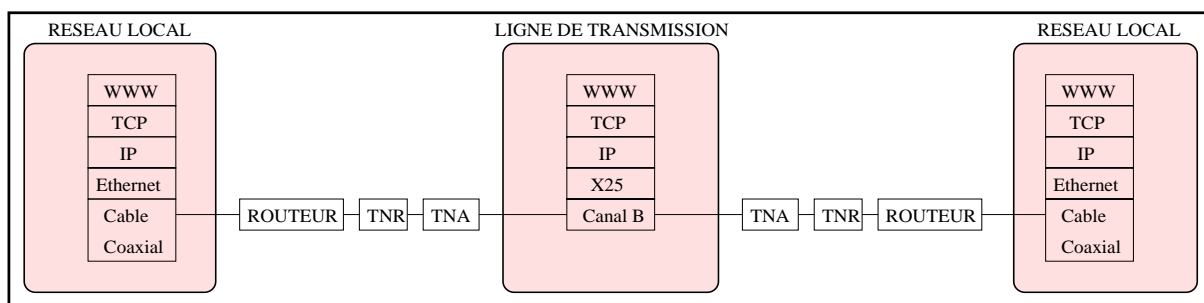 RESEAU LOCAL
LIGNE DE TRANSMISSION
RESEAU LOCAL
WWW
TCP
IP
Ethernet
Cable
Coaxial
ROUTEUR
TNR
TNA
WWW
TCP
IP
X25
Canal B
TNA
TNR
ROUTEUR
WWW
TCP
IP
Ethernet
Cable
Coaxial